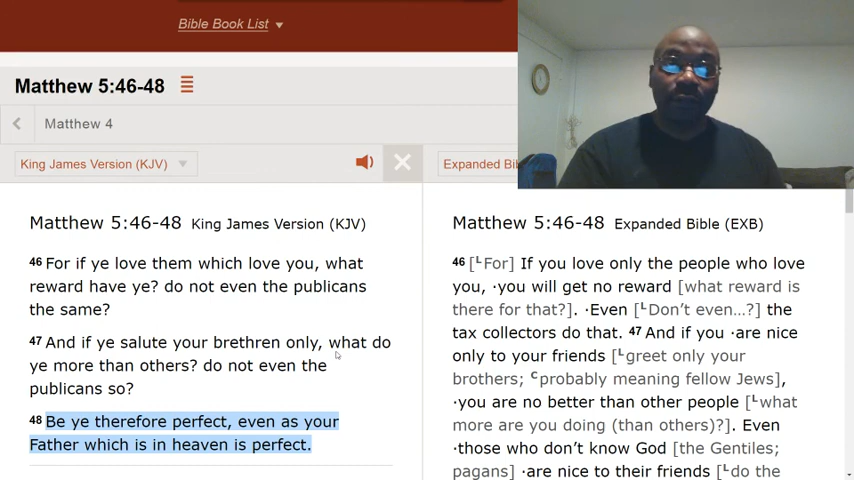 Bible Book List
Matthew 5:46-48
Matthew 4
King James Version (KJV)
Expanded Bib
Matthew 5:46-48 King James Version (KJV)
46 For if ye love them which love you, what
reward have ye? do not even the publicans
the same?
47 And if ye salute your brethren only, what do
ye more than others? do not even the
publicans so?
48 Be ye therefore perfect, even as your
Father which is in heaven is perfect.
Matthew 5:46-48 Expanded Bible (EXB)
46 [LFor] If you love only the people who love
you, ·you will get no reward [what reward is
there for that?]. ·Even [LDon't even…?] the
tax collectors do that. 47 And if you ·are nice
only to your friends [Lgreet only your
brothers; Cprobably meaning fellow Jews],
·you are no better than other people [Lwhat
more are you doing (than others)?]. Even
·those who don't know God [the Gentiles;
pagans] ·are nice to their friends [Ldo the